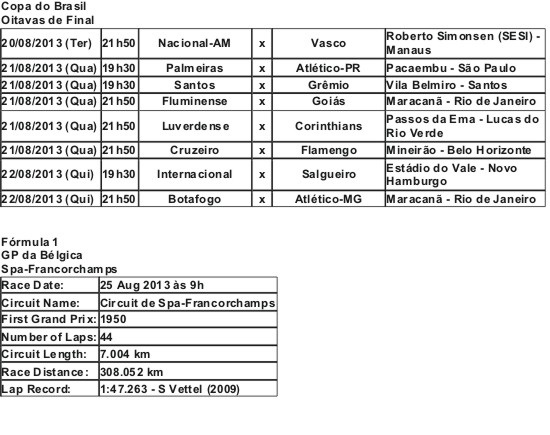 Copa do Brasil
Oitavas de Final
20/08/2013 (Ter) 21h50 Nacional-AM x Vasco Roberto Simonsen (SESI) - Manaus
21/08/2013 (Qua) 19h30 Palmeiras x Atlético-PR Pacaembu - São Paulo
21/08/2013 (Qua) 19h30 Santos x Grêmio Vila Belmiro - Santos
21/08/2013 (Qua) 21h50 Fluminense x Goiás Maracanã - Rio de Janeiro
21/08/2013 (Qua) 21h50 Luverdense x Corinthians Passos da Ema - Lucas do Rio Verde
21/08/2013 (Qua) 21h50 Cruzeiro x Flamengo Mineirão - Belo Horizonte
22/08/2013 (Qui) 19h30 Internacional x Salgueiro Estádio do Vale - Novo Hamburgo
22/08/2013 (Qui) 21h50 Botafogo x Atlético-MG Maracanã - Rio de Janeiro
Fórmula 1
GP da Bélgica
Spa-Francorchamps
Race Date: 25 Aug 2013 às 9h
Circuit Name: Circuit de Spa-Francorchamps
First Grand Prix: 1950
Number of Laps: 44
Circuit Length: 7.004 km
Race Distance: 308.052 km
Lap Record: 1:47.263 - S Vettel (2009)